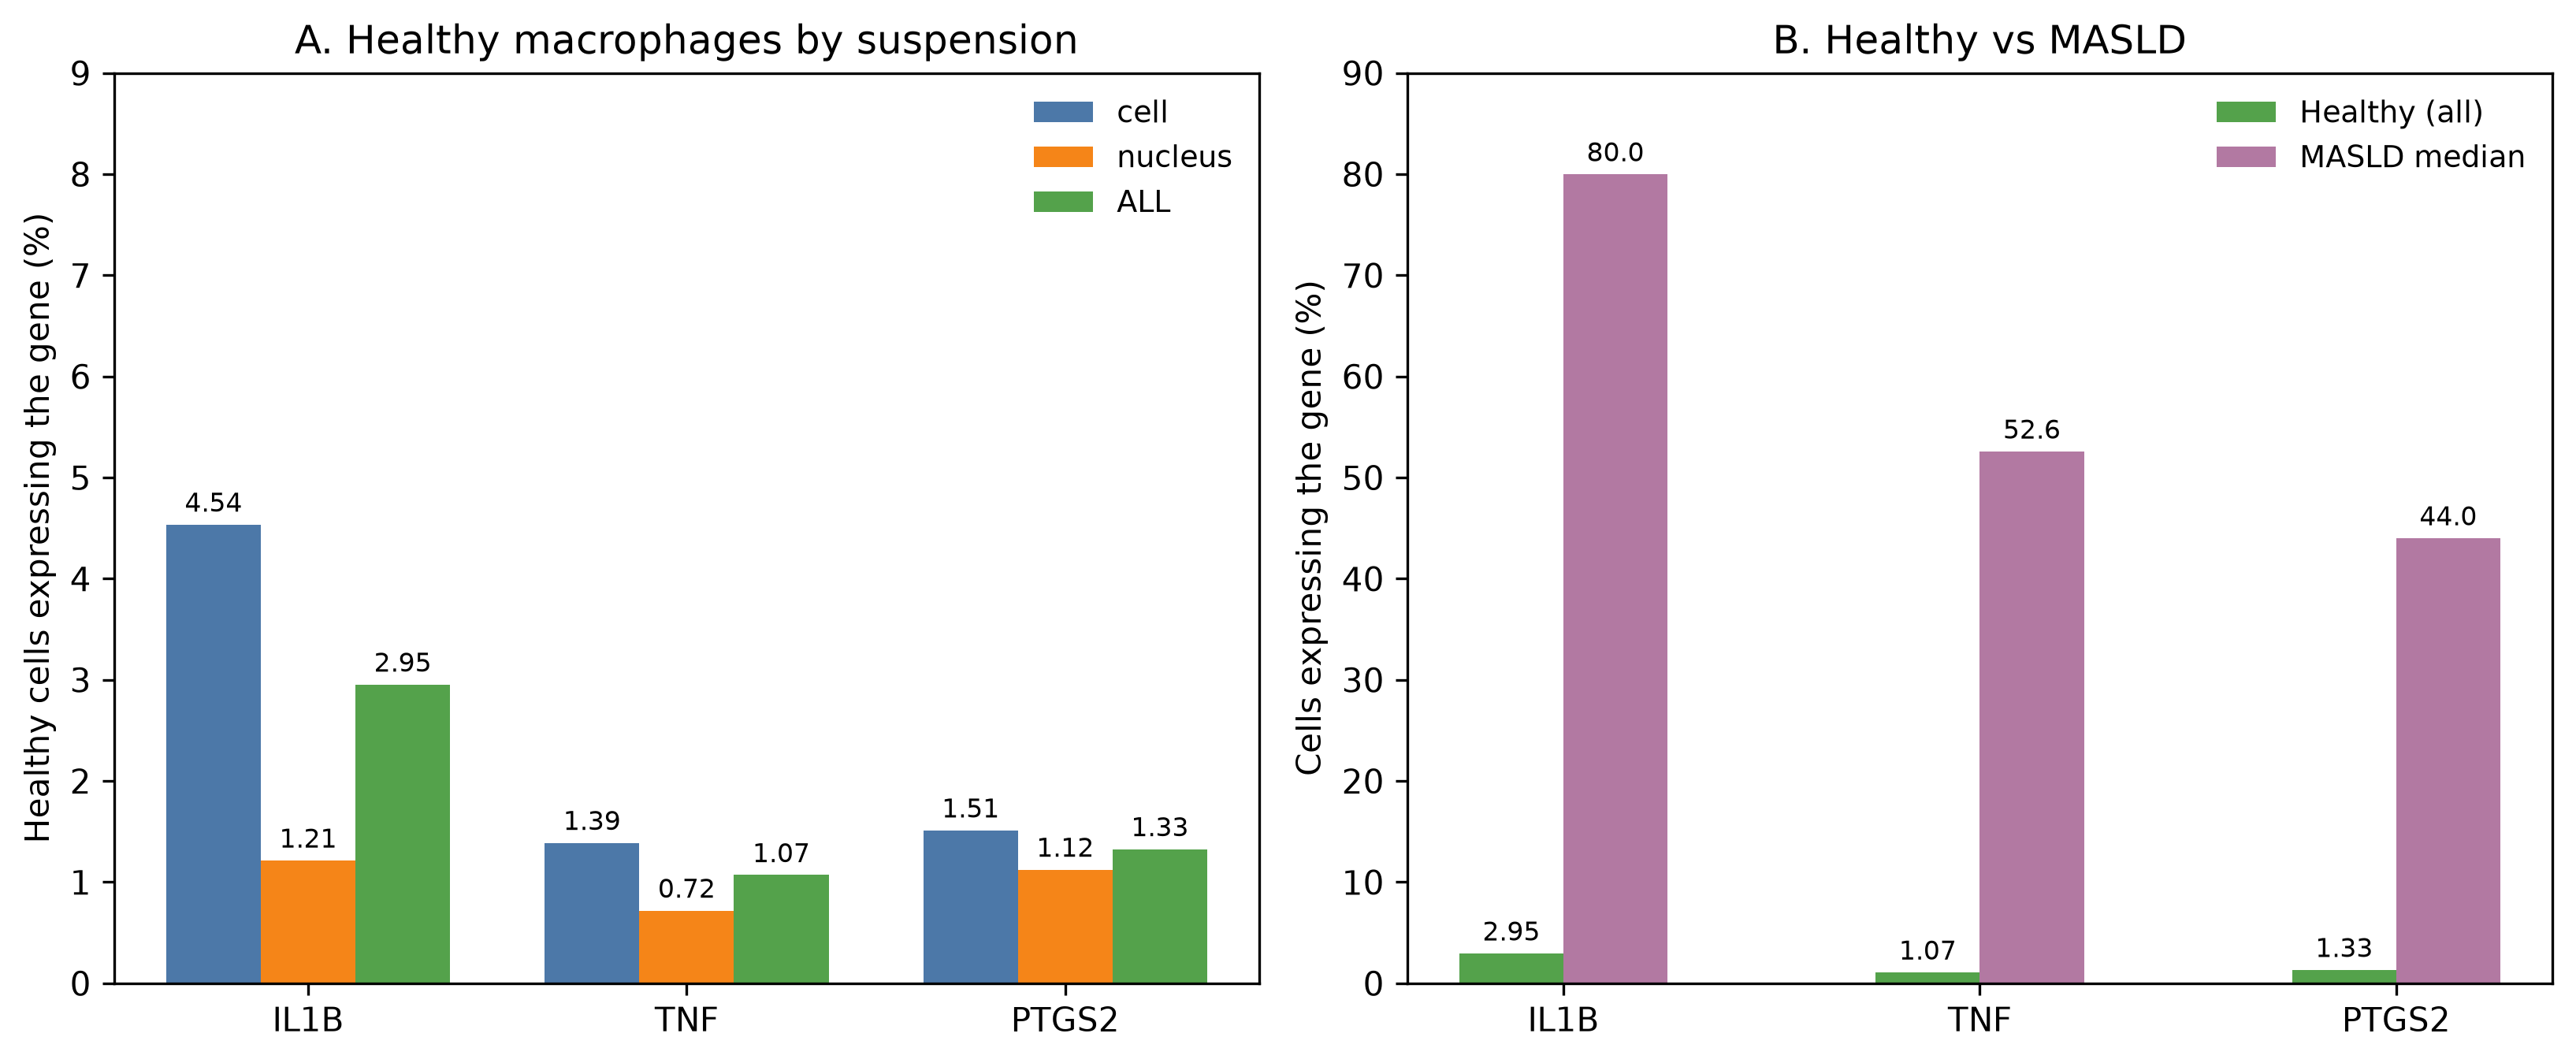 A. Healthy macrophages by suspension
Healthy cells expressing the gene (%)
9
8
7
6
5
4
3
2
1
0
cell
nucleus
ALL
4.54
1.21
2.95
1.39
0.72
1.07
1.51
1.12
1.33
IL1B
TNF
PTGS2
B. Healthy vs MASLD
Cells expressing the gene (%)
90
80
70
60
50
40
30
20
10
0
Healthy (all)
MASLD median
2.95
80.0
1.07
52.6
1.33
44.0
IL1B
TNF
PTGS2